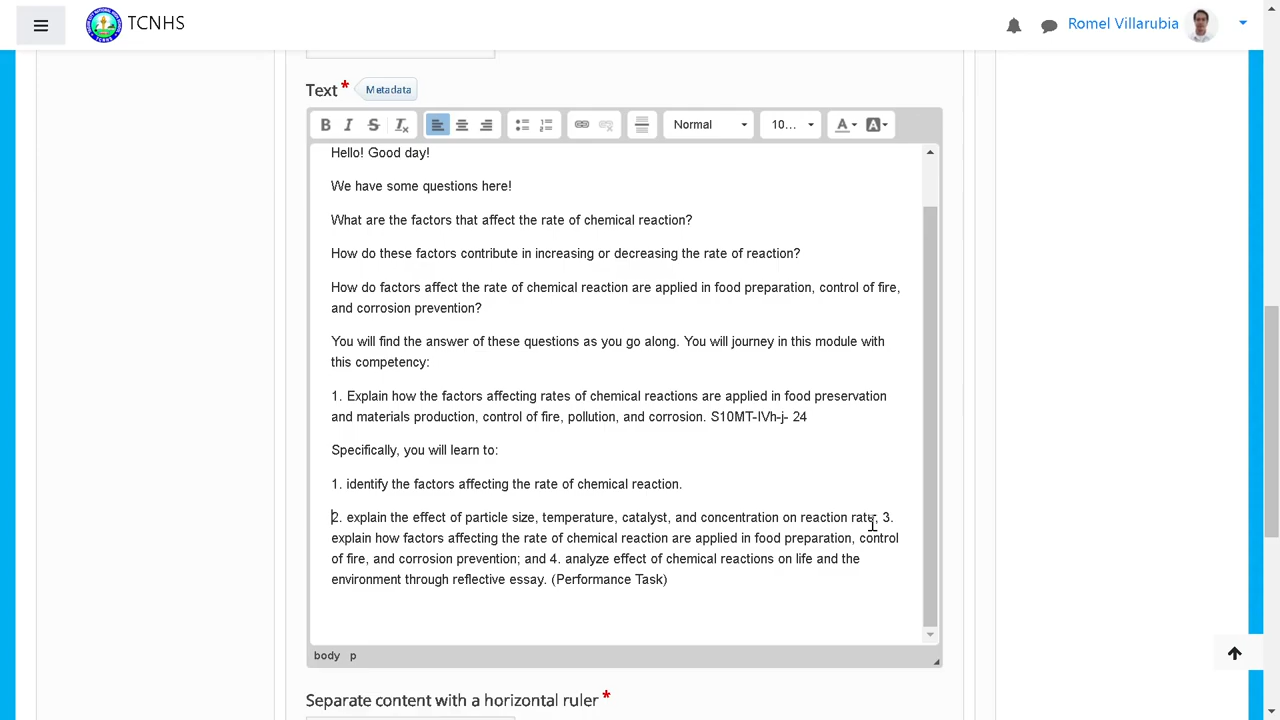 TCNHS
Romel Villarubia
Text *
Metadata
Normal
10...
Hello! Good day!
We have some questions here!
What are the factors that affect the rate of chemical reaction?
How do these factors contribute in increasing or decreasing the rate of reaction?
How do factors affect the rate of chemical reaction are applied in food preparation, control of fire,
and corrosion prevention?
You will find the answer of these questions as you go along. You will journey in this module with
this competency:
1. Explain how the factors affecting rates of chemical reactions are applied in food preservation
and materials production, control of fire, pollution, and corrosion. S10MT-IVh-j- 24
Specifically, you will learn to:
1. identify the factors affecting the rate of chemical reaction.
2. explain the effect of particle size, temperature, catalyst, and concentration on reaction rate, 3.
explain how factors affecting the rate of chemical reaction are applied in food preparation, control
of fire, and corrosion prevention; and 4. analyze effect of chemical reactions on life and the
environment through reflective essay. (Performance Task)
body p
Separate content with a horizontal ruler *